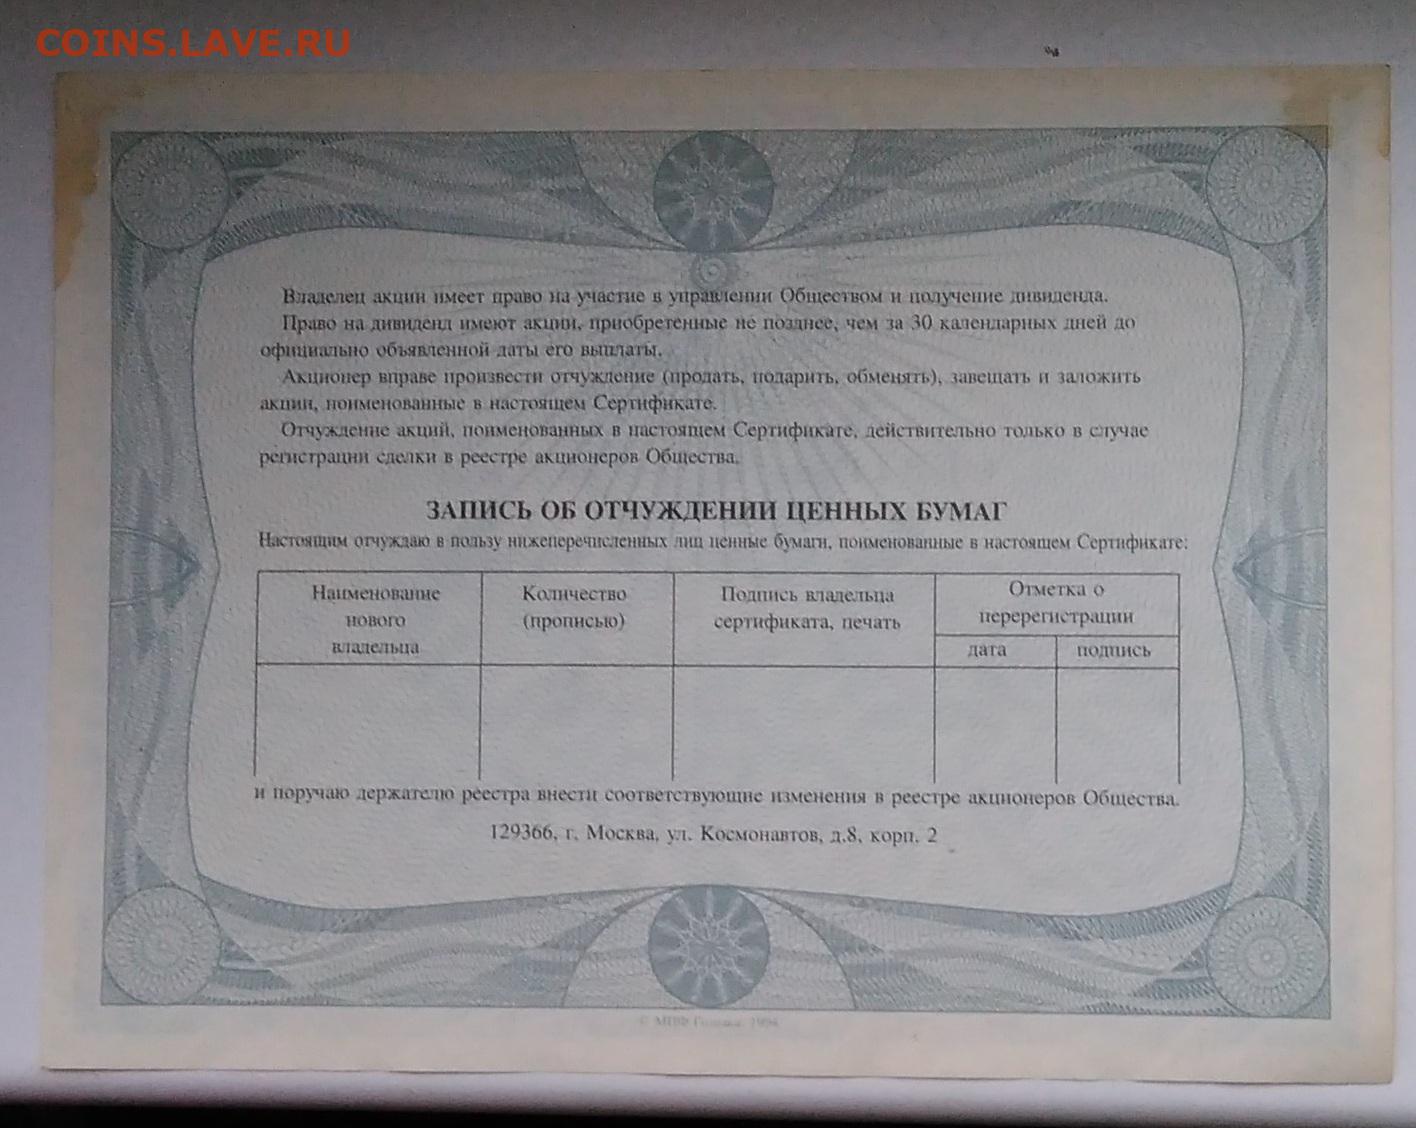 COINS.LAVE.RU
Владелец акции имеет право на участие в управлении Обществом и получение дивиденда.
Право на дивиденд имеют акции, приобретенные не позднее, чем за 30 календарных дней до
официально объявленной даты его выплаты.
Акционер вправе произвести отчуждение (продать, подарить, обменять), завещать и заложить
акции, поименованные в настоящем Сертификате.
Отчуждение акций, поименованных в настоящем Сертификате, действительно только в случае
регистрации сделки в реестре акционеров Общества.
ЗАПИСЬ ОБ ОТЧУЖДЕНИИ ЦЕННЫХ БУМАГ
Настоящим отчуждаю в пользу нижеперечисленных лиц ценные бумаги, поименованные в настоящем Сертификате:
Наименование
нового
владельца
Количество
(прописью)
Подпись владельца
сертификата, печать
Отметка о
перерегистрации
дата
подпись
и поручаю держателю реестра внести соответствующие изменения в реестре акционеров Общества.
129366, г. Москва, ул. Космонавтов, д.8, корп. 2
© 1994